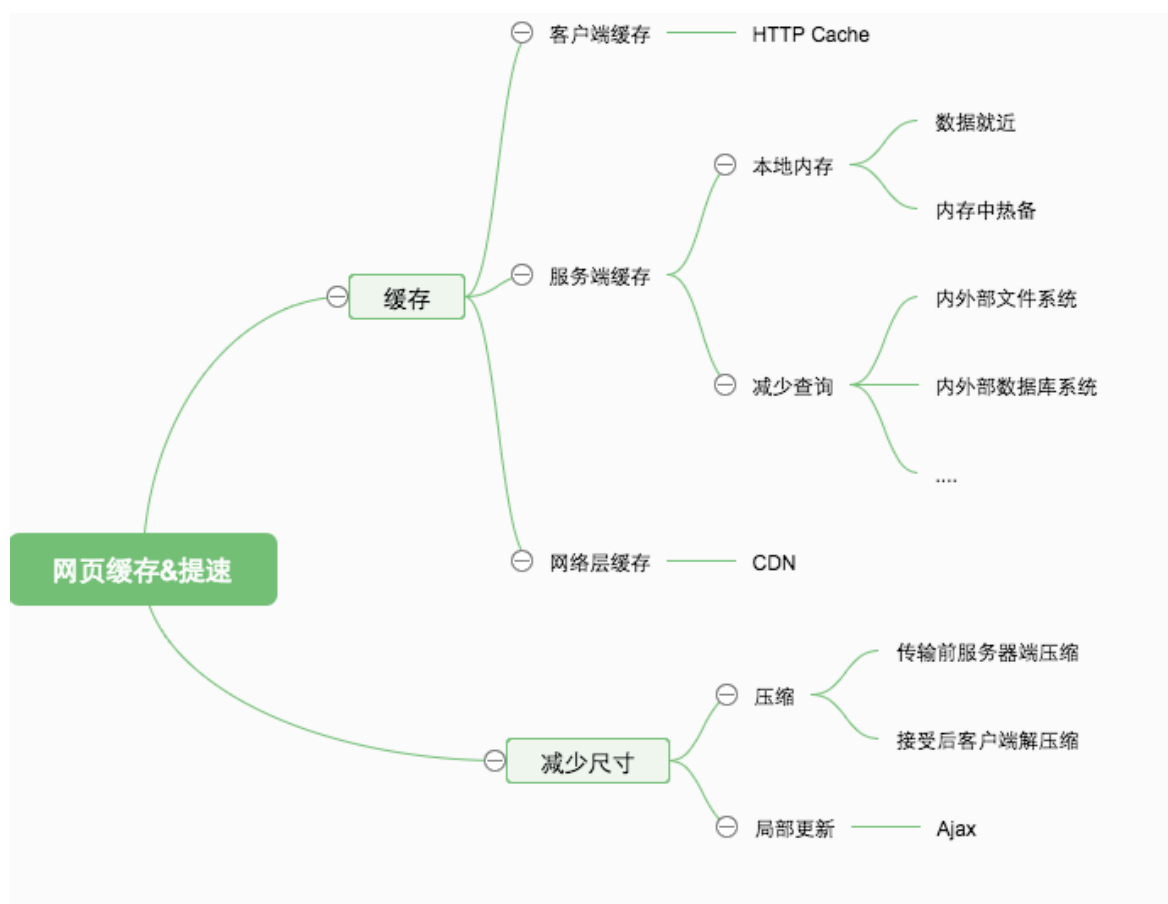 客户端缓存
HTTP Cache
数据就近
本地内存
内存中热备
服务端缓存
缓存
内外部文件系统
减少查询
内外部数据库系统
....
网络层缓存
CDN
网页缓存&提速
传输前服务器端压缩
压缩
接受后客户端解压缩
减少尺寸
局部更新
Ajax